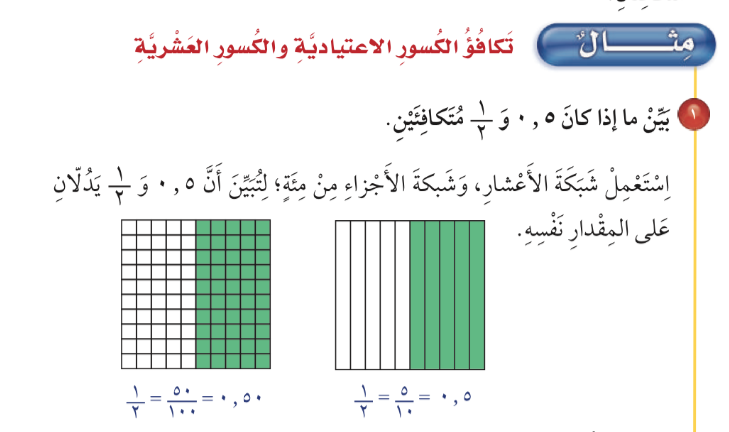 مِثَـــالٌ تَكافُؤُ الكُسورِ الاعتياديَّةِ والكُسورِ العَشْريَّةِ
١ بَيِّنْ ما إذا كانَ ٠,٥ وَ ١/٢ مُتَكافِئَيْنِ.
اِسْتَعْمِلْ شَبَكَةَ الأَعْشارِ، وَشَبكةَ الأَجْزاءِ مِنْ مِئَةٍ؛ لِتُبَيِّنَ أَنَّ ٠,٥ وَ ١/٢ يَدُلّانِ
عَلى المِقْدارِ نَفْسِهِ.
٠,٥ = ٥/١٠ = ١/٢
٠,٥٠ = ٥٠/١٠٠ = ١/٢